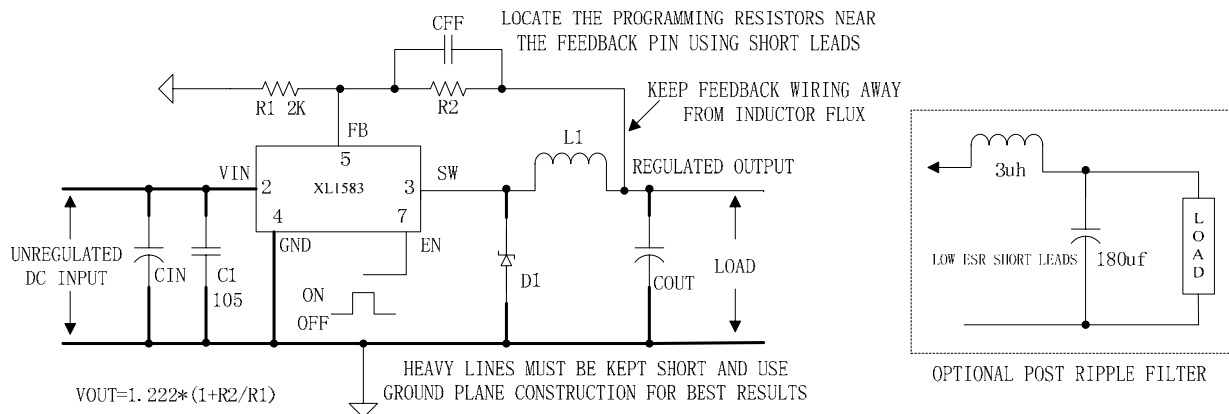 CFF
LOCATE THE PROGRAMMING RESISTORS NEAR
THE FEEDBACK PIN USING SHORT LEADS
R1 2K
R2
KEEP FEEDBACK WIRING AWAY
FROM INDUCTOR FLUX
FB
5
L1
VIN
SW
REGULATED OUTPUT
2
XL1583
3
4
7
GND
EN
UNREGULATED
DC INPUT
CIN
C1
105
ON
OFF
D1
COUT
LOAD
HEAVY LINES MUST BE KEPT SHORT AND USE
GROUND PLANE CONSTRUCTION FOR BEST RESULTS
VOUT=1.222*(1+R2/R1)
3uh
LOW ESR SHORT LEADS
180uf
LOAD
OPTIONAL POST RIPPLE FILTER